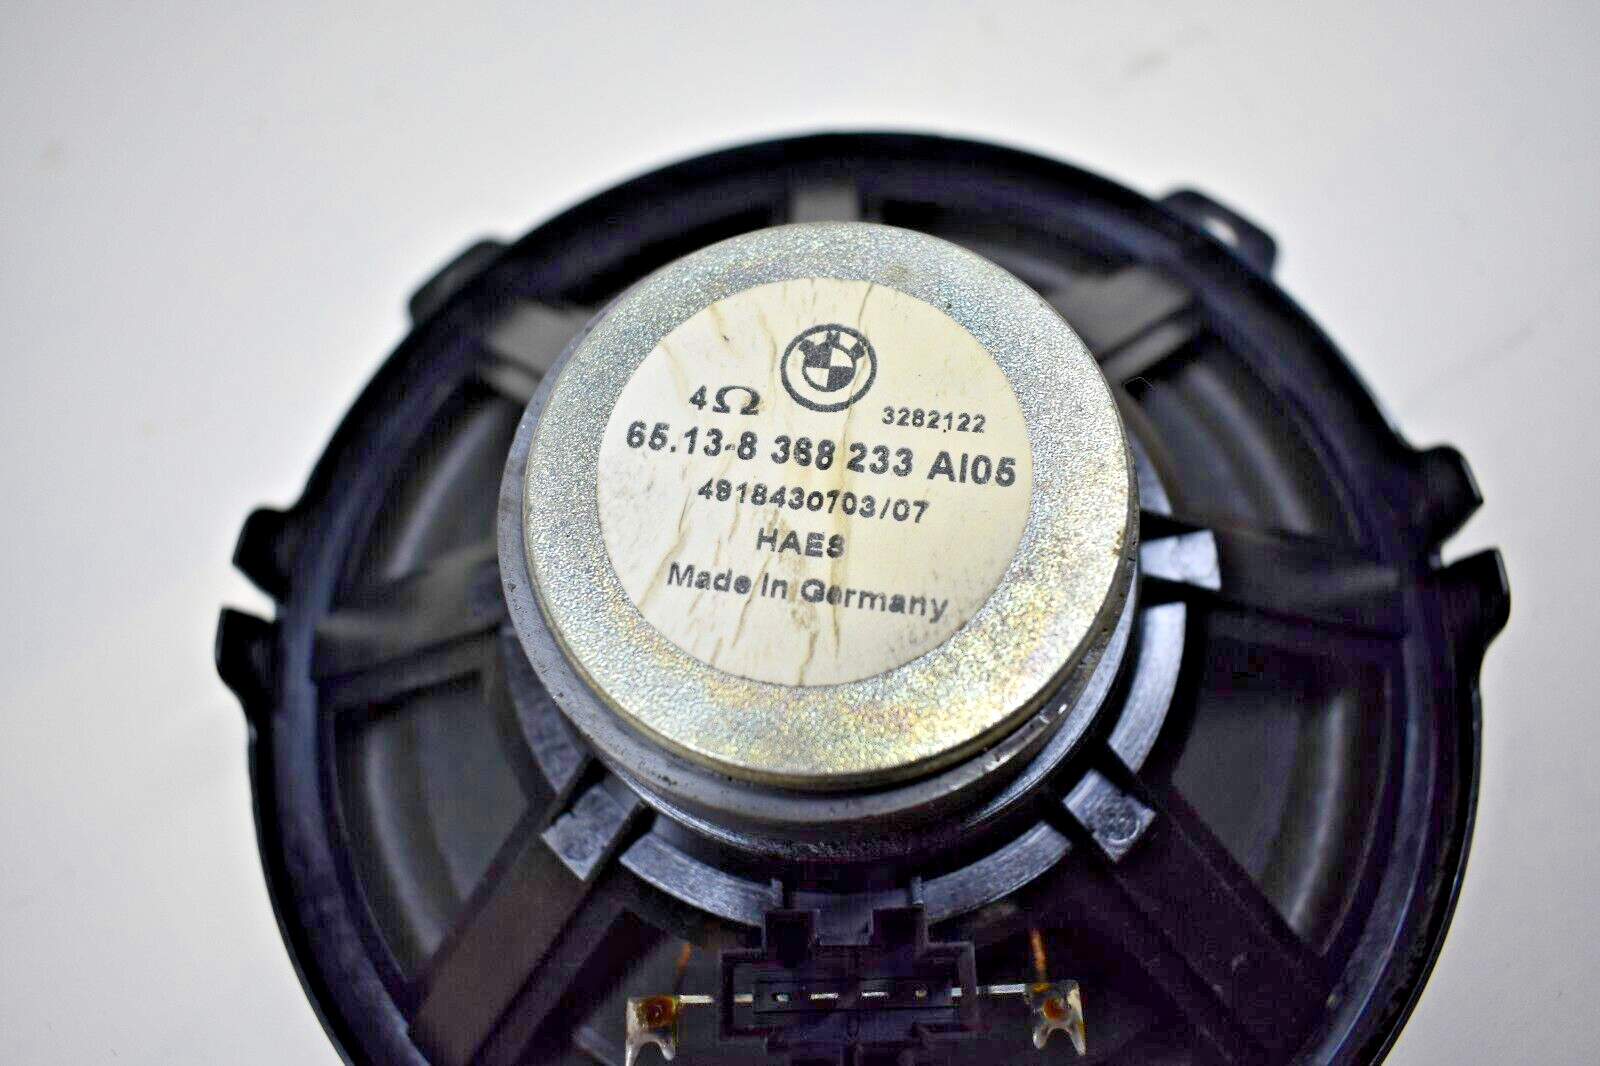 4Ω
3282122
65.13-8 368 233 AI05
4918430703/07
HAES
Made In Germany